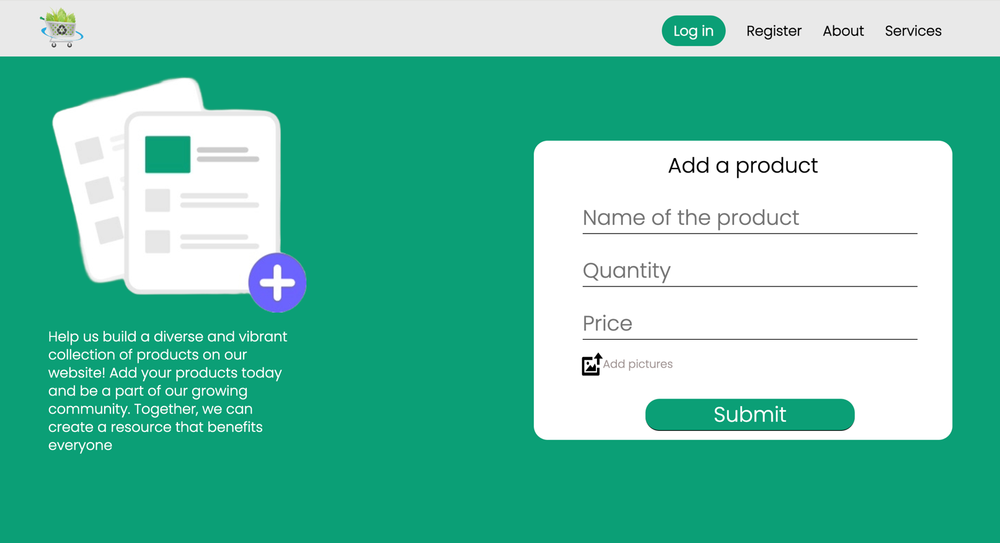 Log in
Register
About
Services
Help us build a diverse and vibrant
collection of products on our
website! Add your products today
and be a part of our growing
community. Together, we can
create a resource that benefits
everyone
Add a product
Name of the product
Quantity
Price
Add pictures
Submit